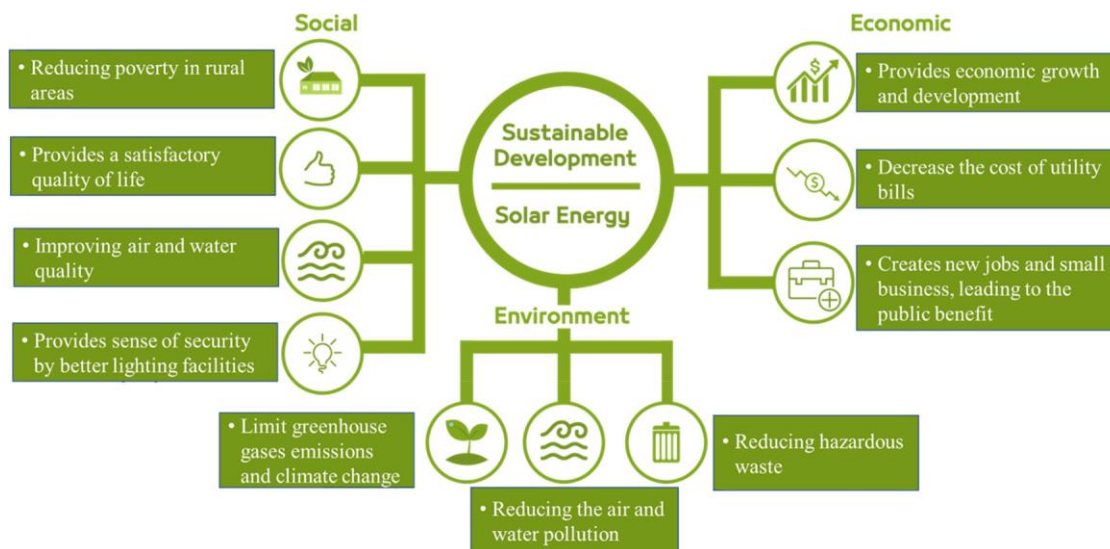 Social
• Reducing poverty in rural
areas
• Provides a satisfactory
quality of life
• Improving air and water
quality
• Provides sense of security
by better lighting facilities
Sustainable
Development
Solar Energy
Economic
$
• Provides economic growth
and development
$
• Decrease the cost of utility
bills
• Creates new jobs and small
business, leading to the
public benefit
Environment
• Limit greenhouse
gases emissions
and climate change
• Reducing the air and
water pollution
• Reducing hazardous
waste